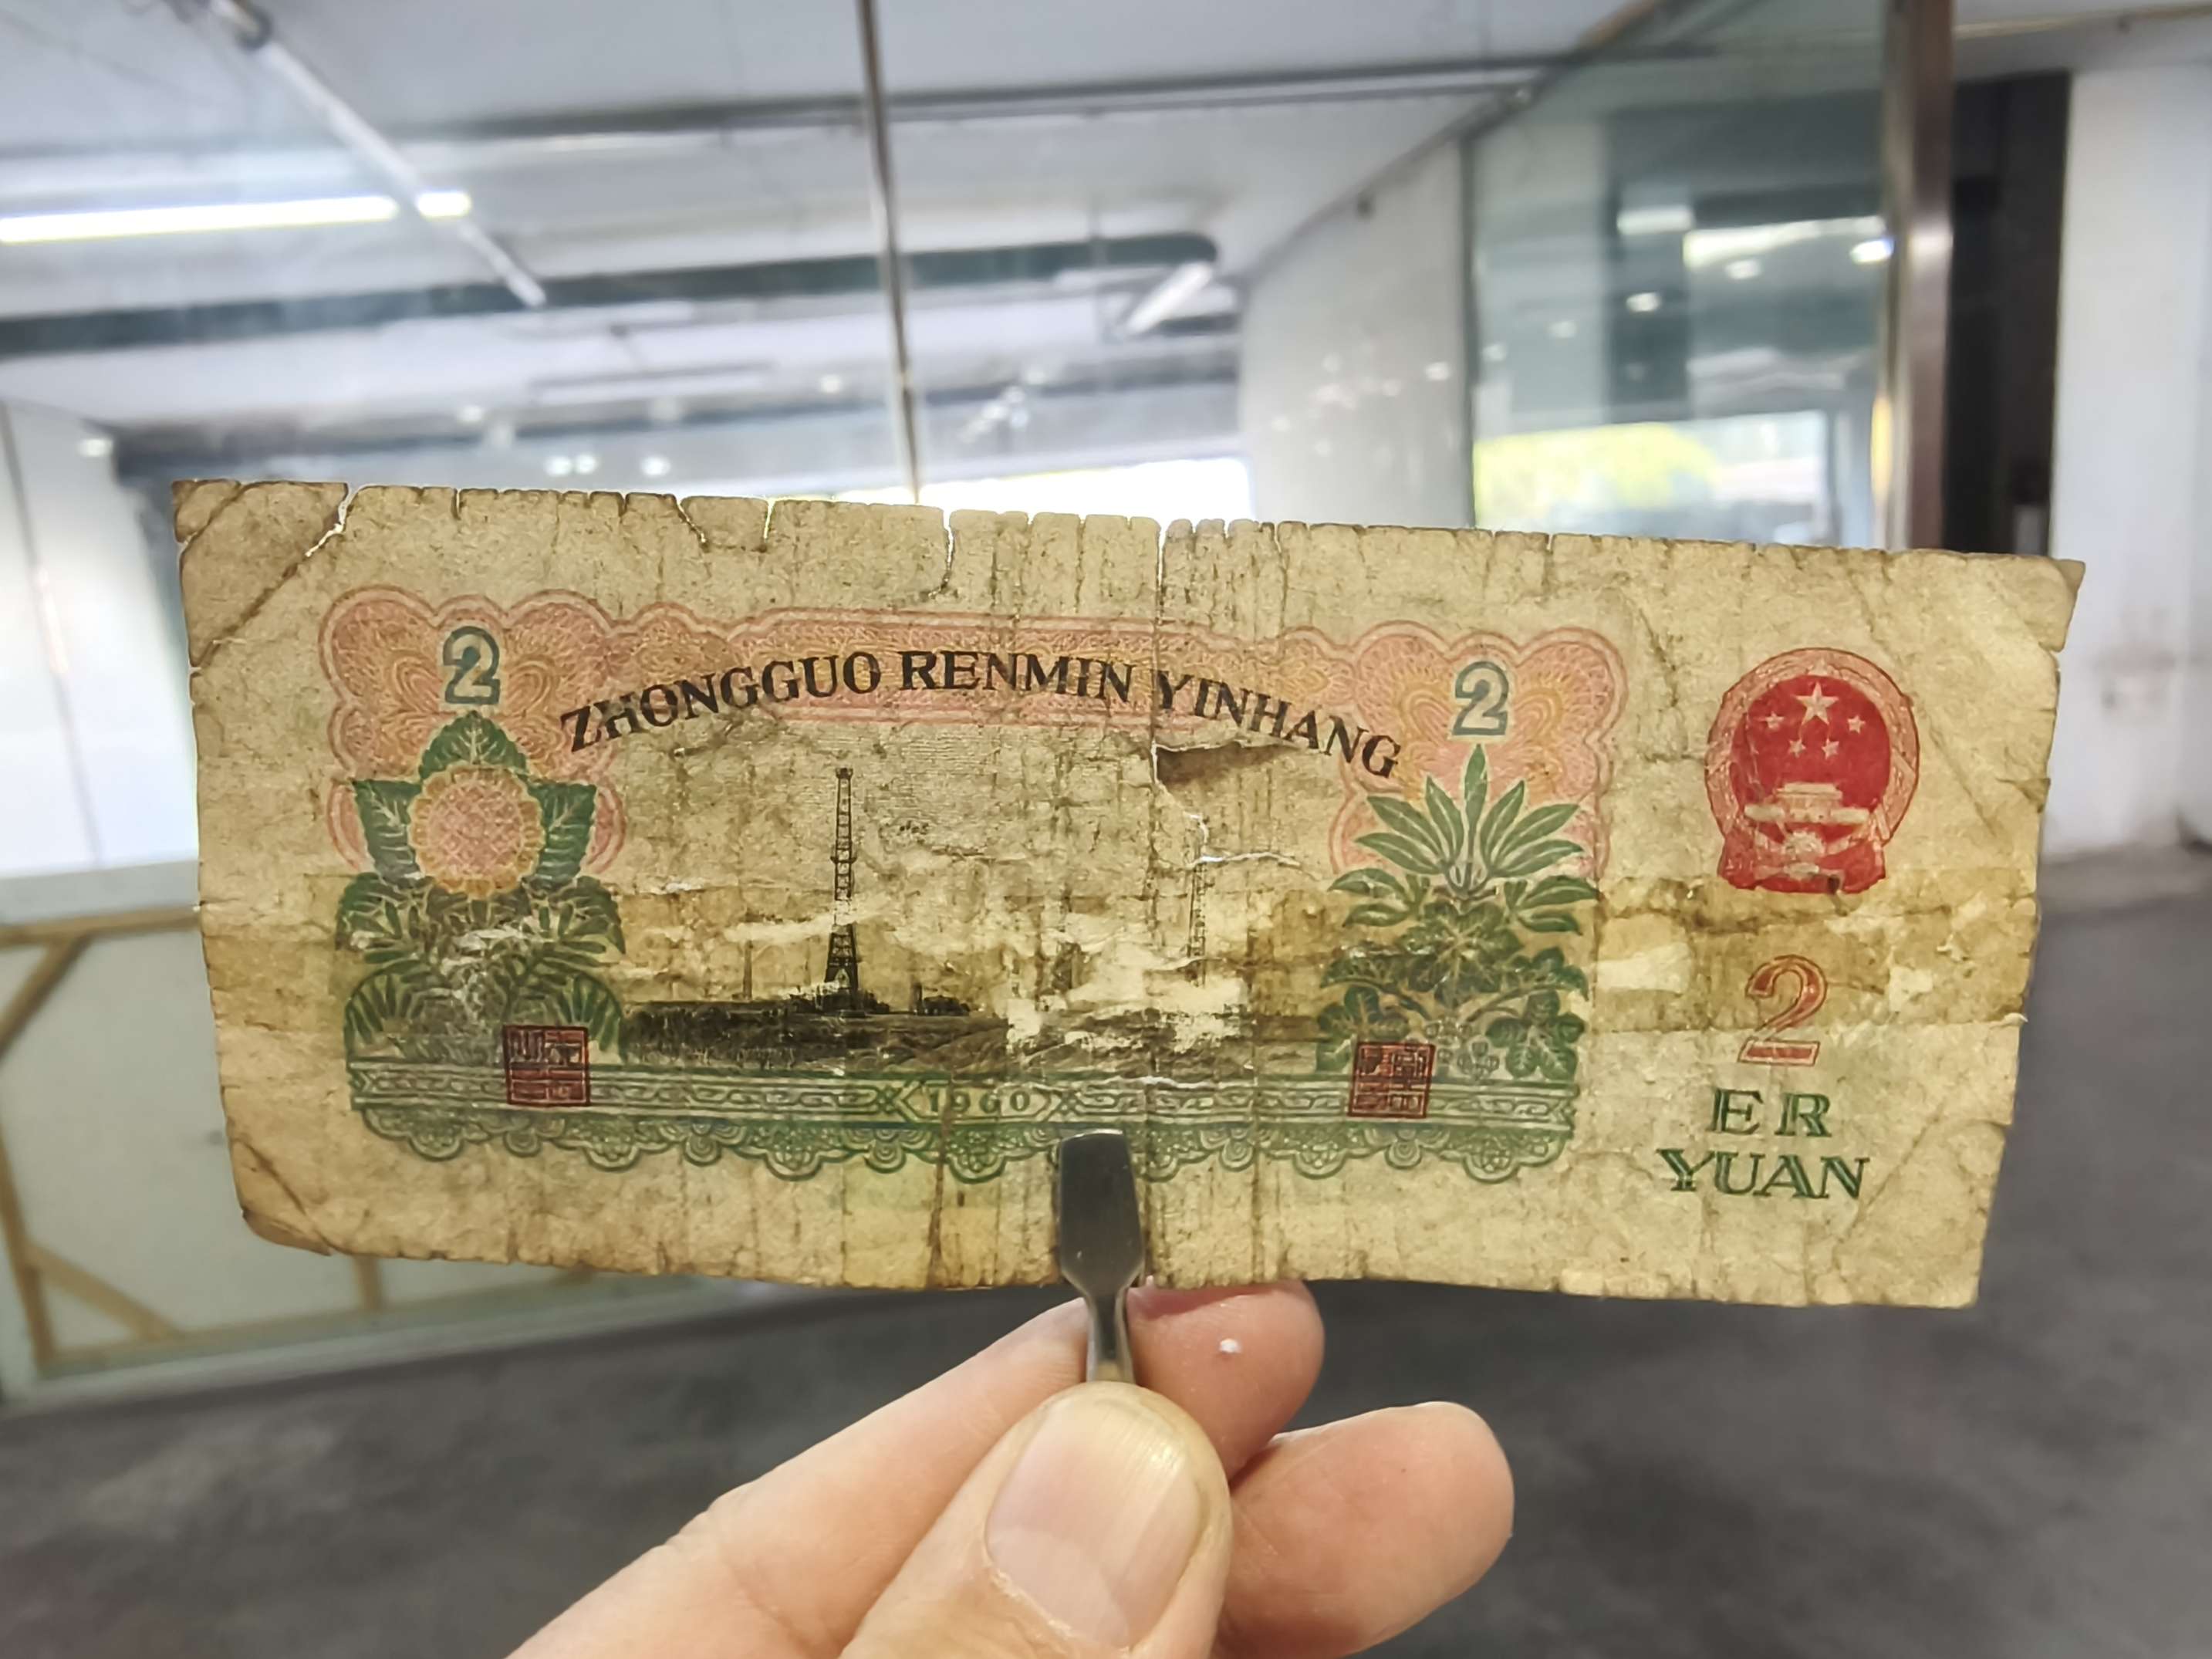 2
2
ZHONGGUO RENMIN YINHANG
2
ER
YUAN
1960